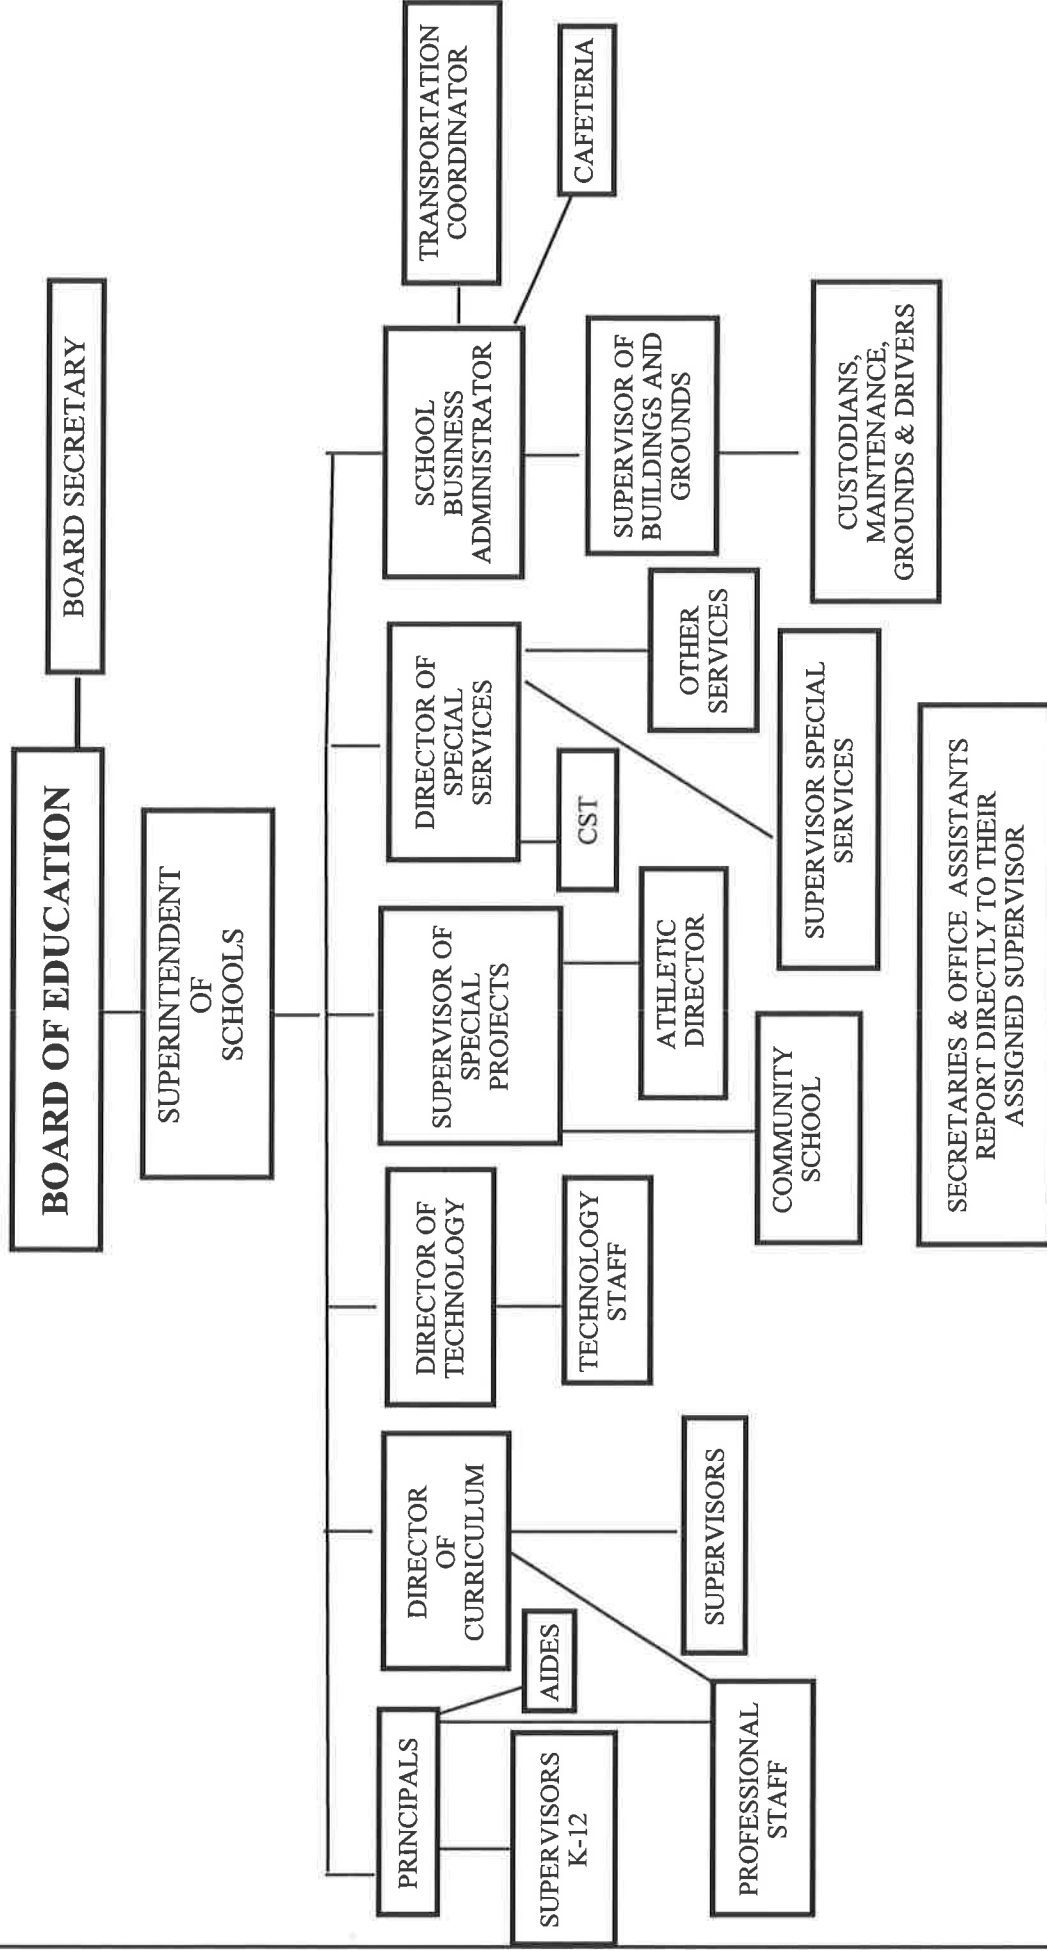 BOARD OF EDUCATION
BOARD SECRETARY
SUPERINTENDENT
OF
SCHOOLS
PRINCIPALS
DIRECTOR
OF
CURRICULUM
DIRECTOR OF
TECHNOLOGY
SUPERVISOR OF
SPECIAL
PROJECTS
DIRECTOR OF
SPECIAL
SERVICES
SCHOOL
BUSINESS
ADMINISTRATOR
TRANSPORTATION
COORDINATOR
CAFETERIA
SUPERVISORS
K-12
AIDES
TECHNOLOGY
STAFF
CST
SUPERVISOR OF
BUILDINGS AND
GROUNDS
PROFESSIONAL
STAFF
SUPERVISORS
ATHLETIC
DIRECTOR
OTHER
SERVICES
COMMUNITY
SCHOOL
SUPERVISOR SPECIAL
SERVICES
CUSTODIANS,
MAINTENANCE,
GROUNDS & DRIVERS
SECRETARIES & OFFICE ASSISTANTS
REPORT DIRECTLY TO THEIR
ASSIGNED SUPERVISOR